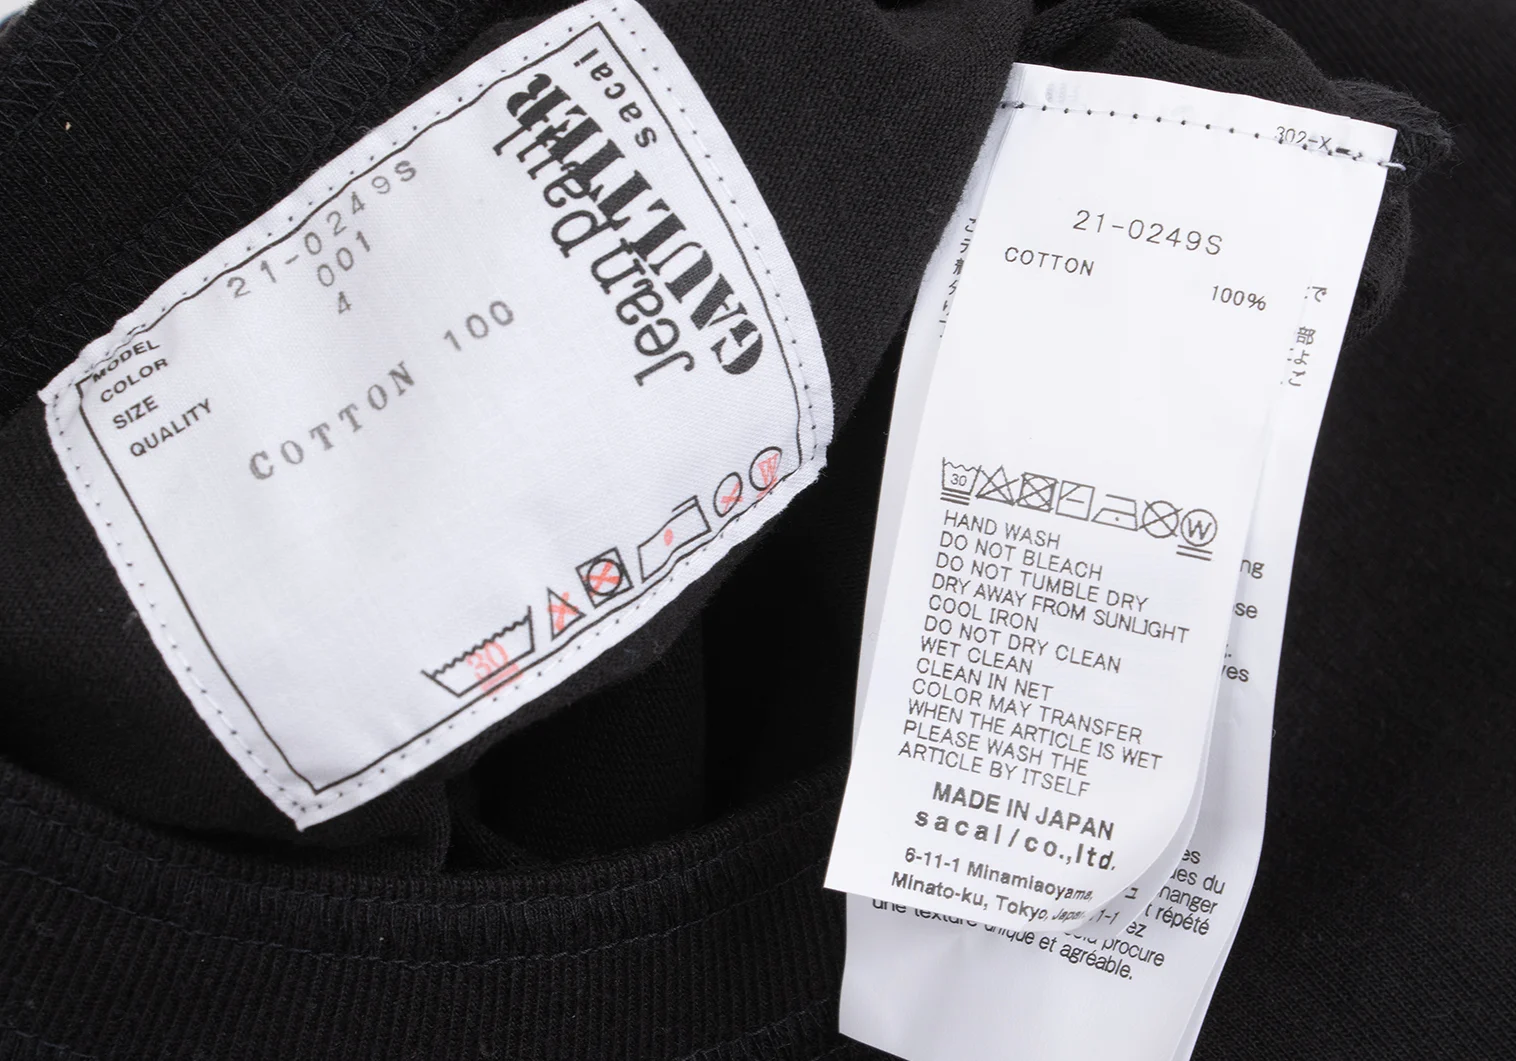 sacai
Jean paul
GAULTIER
MODEL 21-0249S
COLOR 001
SIZE 4
QUALITY COTTON 100
30
W
302-X
21-0249S
COTTON
100%
30
W
HAND WASH
DO NOT BLEACH
DO NOT TUMBLE DRY
DRY AWAY FROM SUNLIGHT
COOL IRON
DO NOT DRY CLEAN
WET CLEAN
CLEAN IN NET
COLOR MAY TRANSFER
WHEN THE ARTICLE IS WET
PLEASE WASH THE
ARTICLE BY ITSELF
MADE IN JAPAN
sacai/co.,ltd.
6-11-1 Minamiaoyama,
Minato-ku, Tokyo, Japan
une texture unique et agréable.
procure
t répété